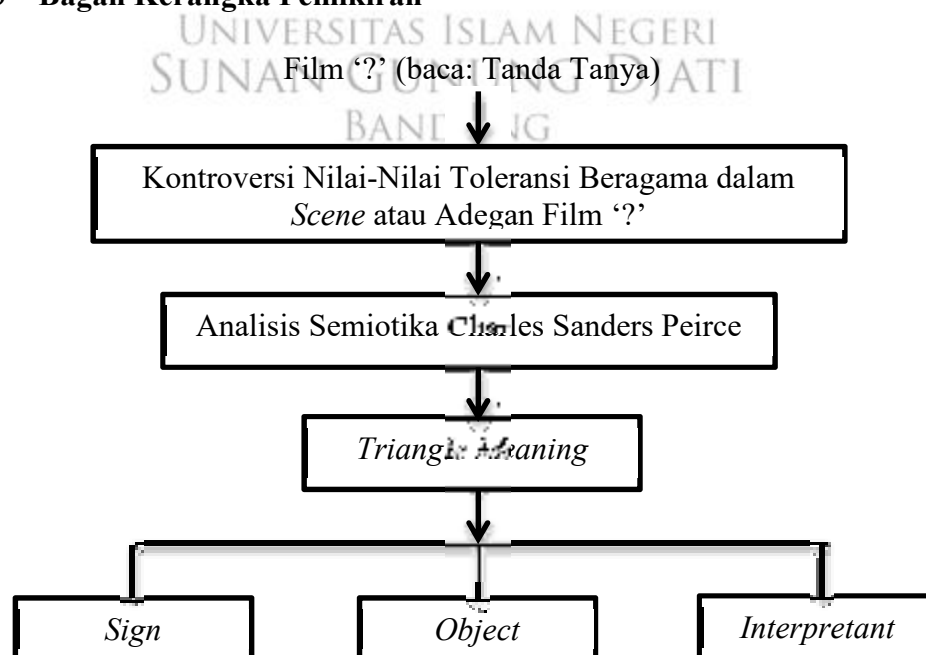 Bagan Kerangka Pemikiran
UNIVERSITAS ISLAM NEGERI
SUNAN GUNUNG DJATI
Film ‘?’ (baca: Tanda Tanya)
Kontroversi Nilai-Nilai Toleransi Beragama dalam
Scene atau Adegan Film ‘?’
Analisis Semiotika Charles Sanders Peirce
Triangle Meaning
Sign
Object
Interpretant